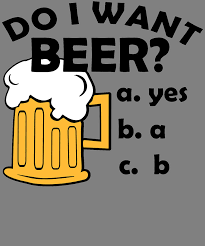 DO I WANT
BEER?
a. yes
b. a
c. b